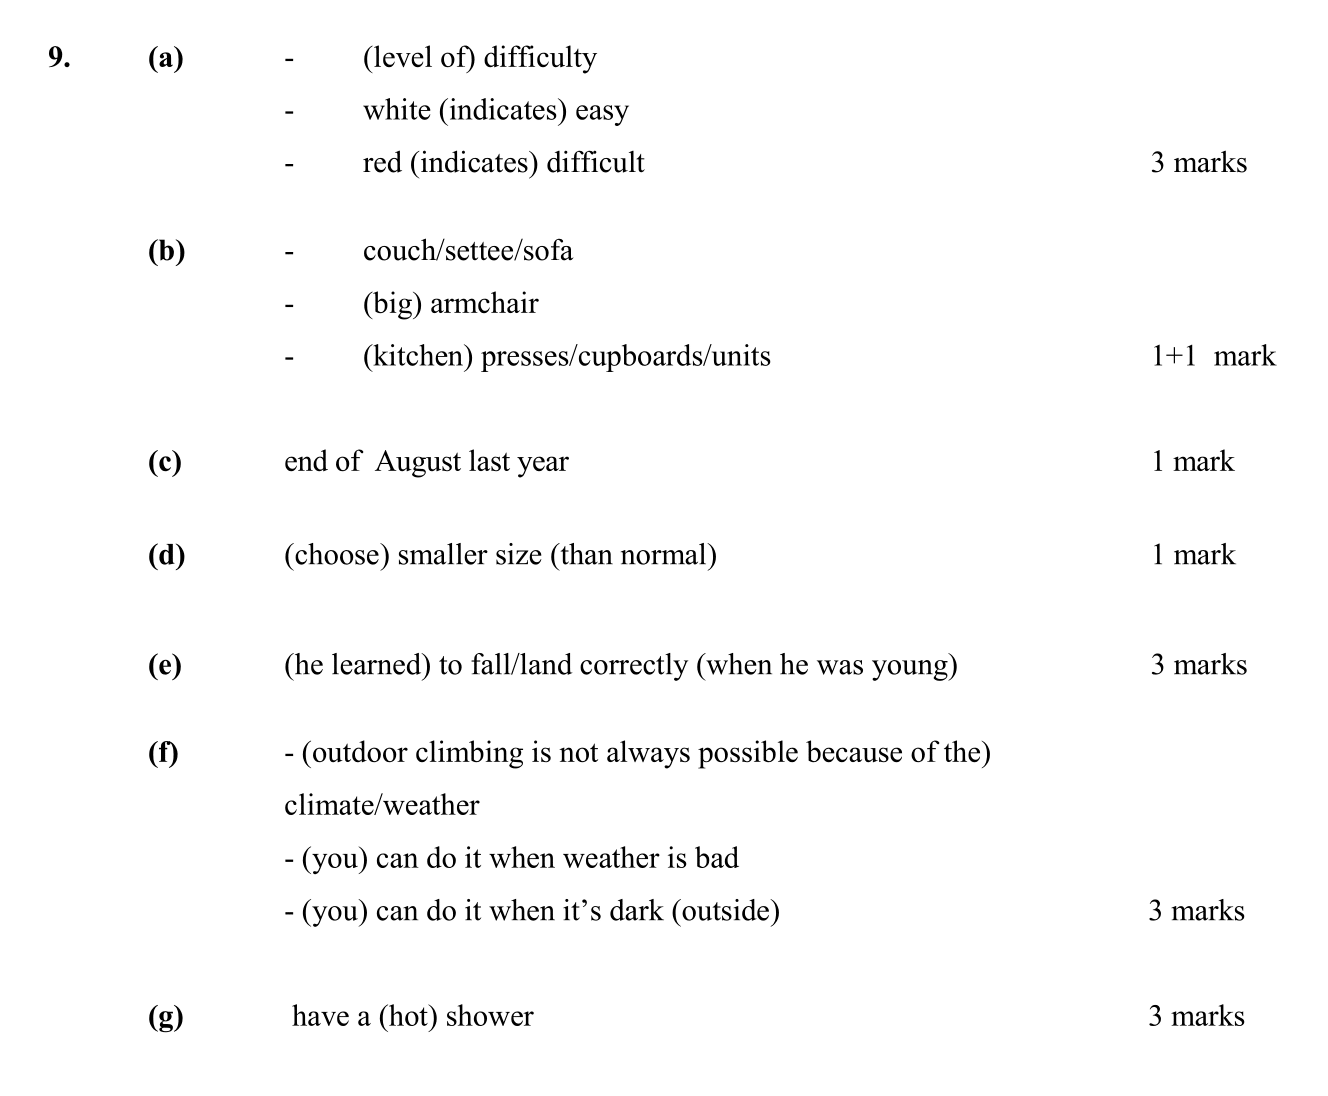 9. (a) - (level of) difficulty
- white (indicates) easy
- red (indicates) difficult 3 marks
(b) - couch/settee/sofa
- (big) armchair
- (kitchen) presses/cupboards/units 1+1 mark
(c) end of August last year 1 mark
(d) (choose) smaller size (than normal) 1 mark
(e) (he learned) to fall/land correctly (when he was young) 3 marks
(f) - (outdoor climbing is not always possible because of the)
climate/weather
- (you) can do it when weather is bad
- (you) can do it when it’s dark (outside) 3 marks
(g) have a (hot) shower 3 marks